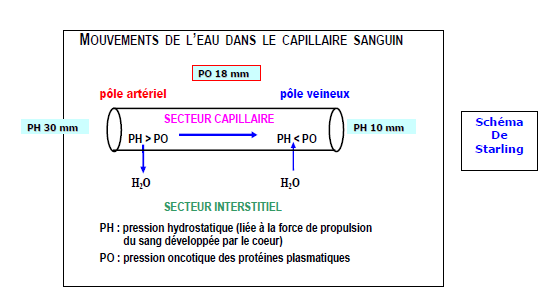 MOUVEMENTS DE L'EAU DANS LE CAPILLAIRE SANGUIN
PO 18 mm
pôle artériel
pôle veineux
SECTEUR CAPILLAIRE
PH 30 mm
PH > PO
PH < PO
PH 10 mm
H₂O
H₂O
SECTEUR INTERSTITIEL
PH : pression hydrostatique (liée à la force de propulsion
du sang développée par le coeur)
PO : pression oncotique des protéines plasmatiques
Schéma
De
Starling